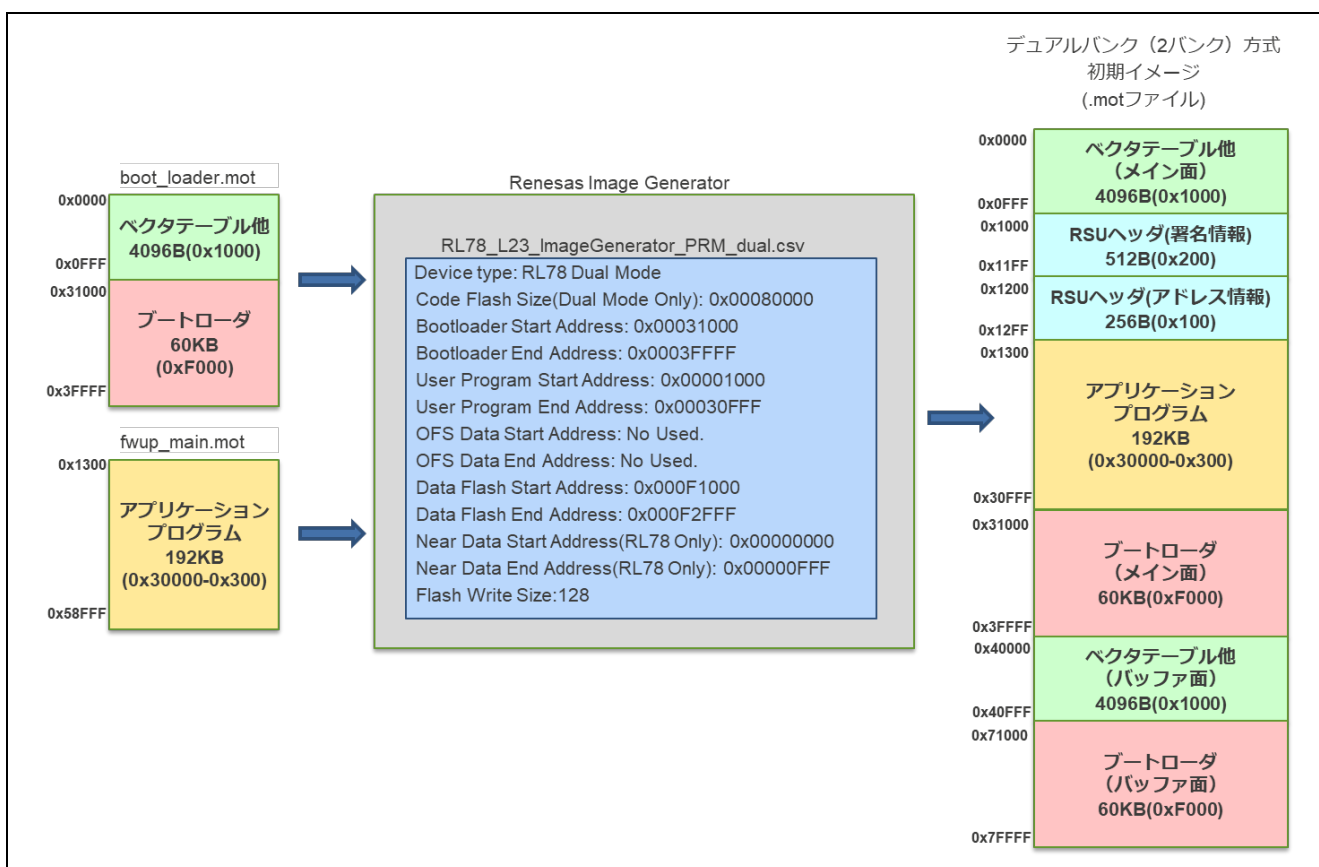 デュアルバンク（2バンク）方式
初期イメージ
(.motファイル)
boot_loader.mot
0x0000
ベクタテーブル他
4096B(0x1000)
0x0FFF
0x31000
ブートローダ
60KB
(0xF000)
0x3FFFF
fwup_main.mot
0x1300
アプリケーション
プログラム
192KB
(0x30000-0x300)
0x58FFF
Renesas Image Generator
RL78_L23_ImageGenerator_PRM_dual.csv
Device type: RL78 Dual Mode
Code Flash Size(Dual Mode Only): 0x00080000
Bootloader Start Address: 0x00031000
Bootloader End Address: 0x0003FFFF
User Program Start Address: 0x00001000
User Program End Address: 0x00030FFF
OFS Data Start Address: No Used.
OFS Data End Address: No Used.
Data Flash Start Address: 0x000F1000
Data Flash End Address: 0x000F2FFF
Near Data Start Address(RL78 Only): 0x00000000
Near Data End Address(RL78 Only): 0x00000FFF
Flash Write Size:128
0x0000
ベクタテーブル他
（メイン面）
4096B(0x1000)
0x0FFF
0x1000
RSUヘッダ(署名情報)
512B(0x200)
0x11FF
0x1200
RSUヘッダ(アドレス情報)
256B(0x100)
0x12FF
0x1300
アプリケーション
プログラム
192KB
(0x30000-0x300)
0x30FFF
0x31000
ブートローダ
（メイン面）
60KB(0xF000)
0x3FFFF
0x40000
ベクタテーブル他
（バッファ面）
4096B(0x1000)
0x40FFF
0x71000
ブートローダ
（バッファ面）
60KB(0xF000)
0x7FFFF